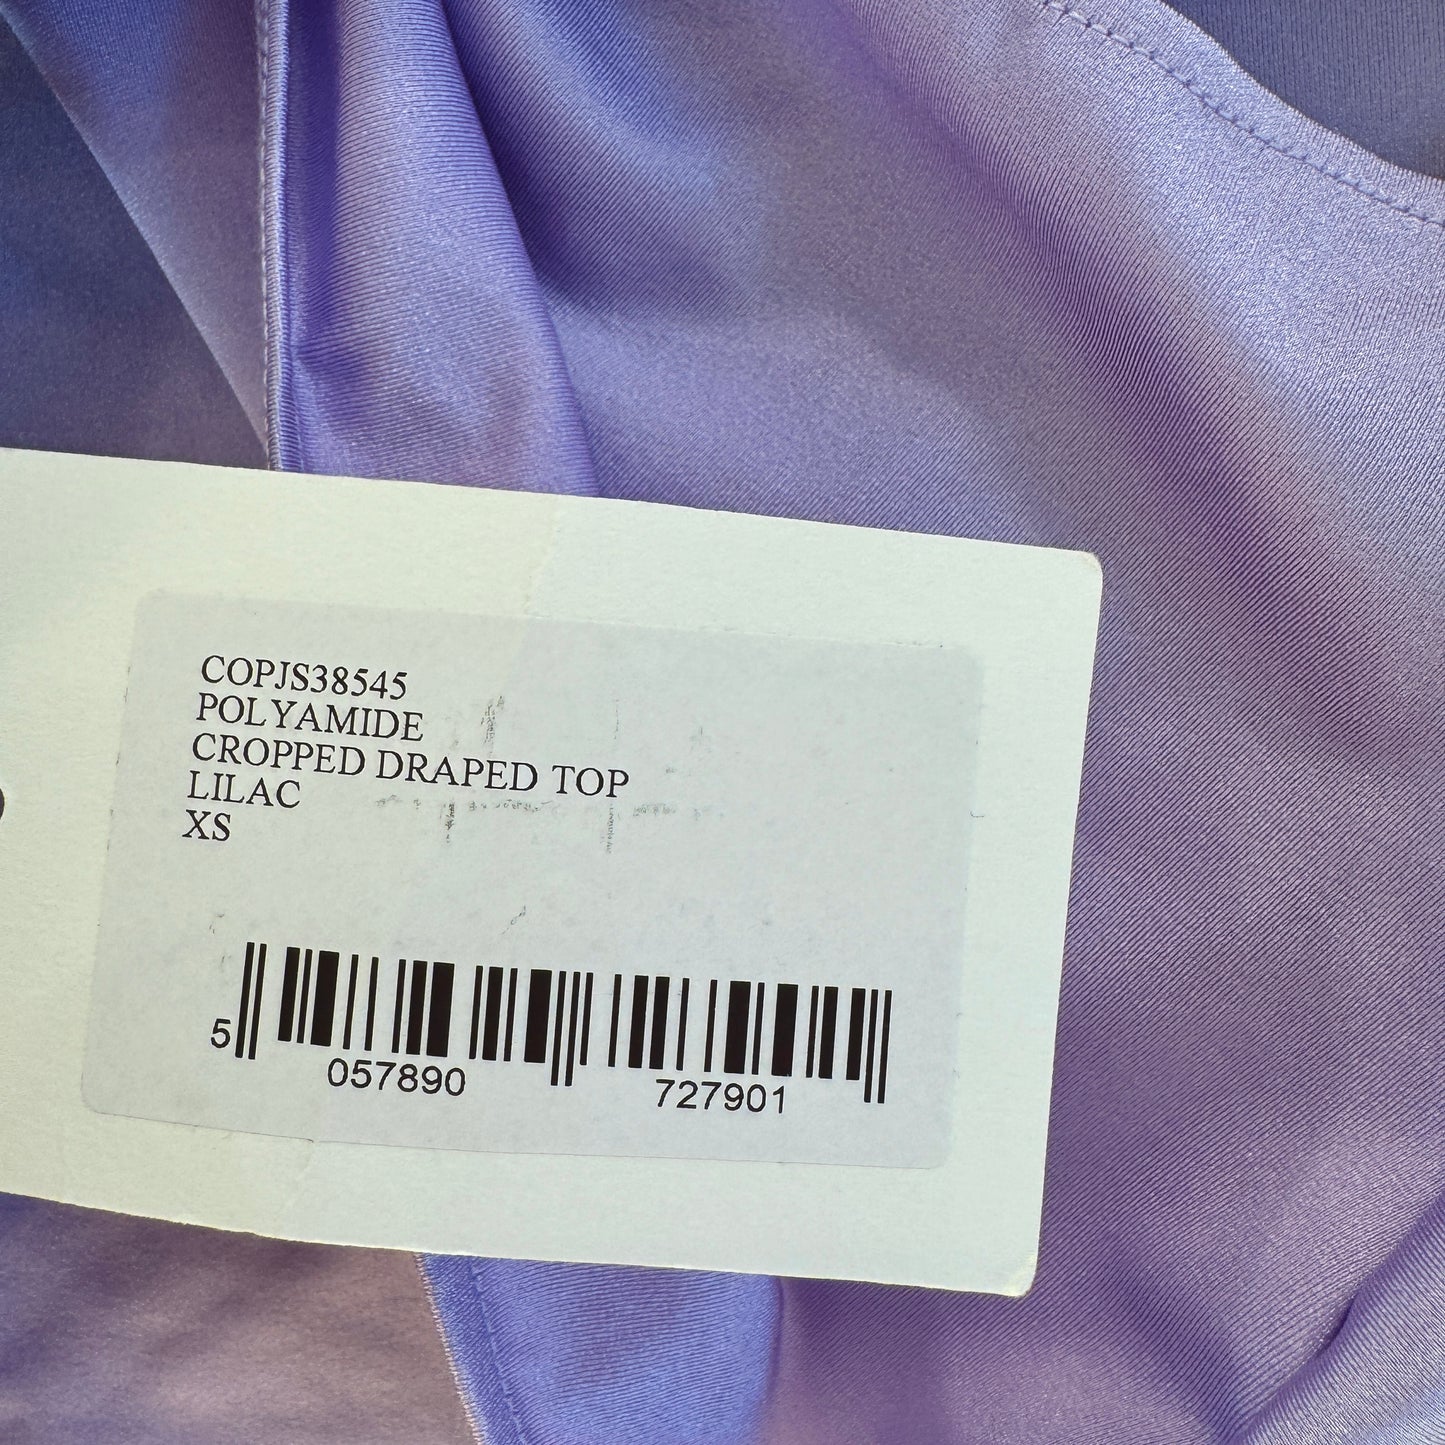 COPJS38545
POLYAMIDE
CROPPED DRAPED TOP
LILAC
XS
5 057890 727901